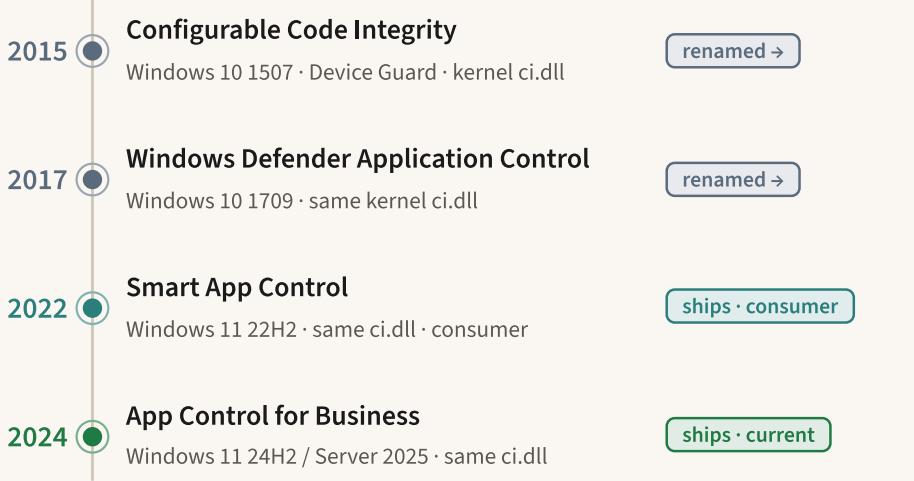 2015
Configurable Code Integrity
renamed →
Windows 10 1507 · Device Guard · kernel ci.dll
2017
Windows Defender Application Control
renamed →
Windows 10 1709 · same kernel ci.dll
2022
Smart App Control
ships · consumer
Windows 11 22H2 · same ci.dll · consumer
2024
App Control for Business
ships · current
Windows 11 24H2 / Server 2025 · same ci.dll